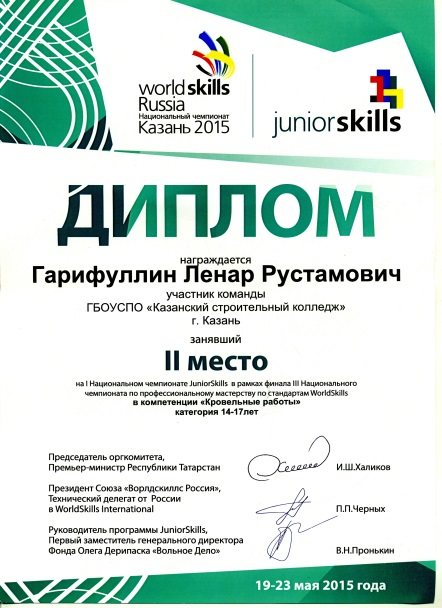 worldskills
Russia
Национальный чемпионат
Казань 2015
juniorskills
ДИПЛОМ
награждается
Гарифуллин Ленар Рустамович
участник команды
ГБОУСПО «Казанский строительный колледж»
г. Казань
занявший
II место
на I Национальном чемпионате JuniorSkills в рамках финала III Национального
чемпионата по профессиональному мастерству по стандартам WorldSkills
в компетенции «Кровельные работы»
категория 14-17лет
Председатель оргкомитета,
Премьер-министр Республики Татарстан
И.Ш.Халиков
Президент Союза «Ворлдскиллс Россия»,
Технический делегат от России
в WorldSkills International
П.П.Черных
Руководитель программы JuniorSkills,
Первый заместитель генерального директора
Фонда Олега Дерипаска «Вольное Дело»
В.Н.Пронькин
19-23 мая 2015 года